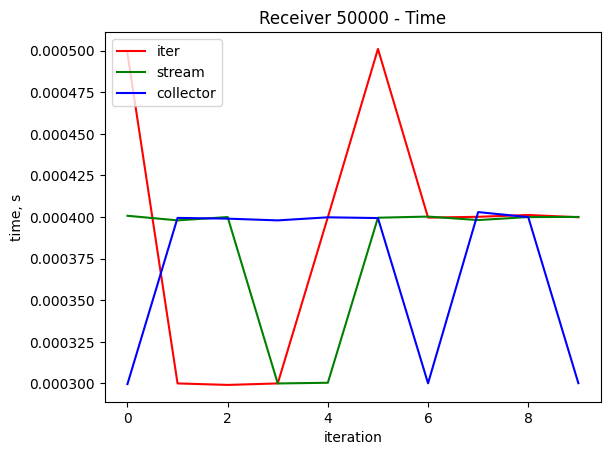 Receiver 50000 - Time
iter
stream
collector
0.000500
0.000475
0.000450
0.000425
0.000400
0.000375
0.000350
0.000325
0.000300
time, s
0 2 4 6 8
iteration